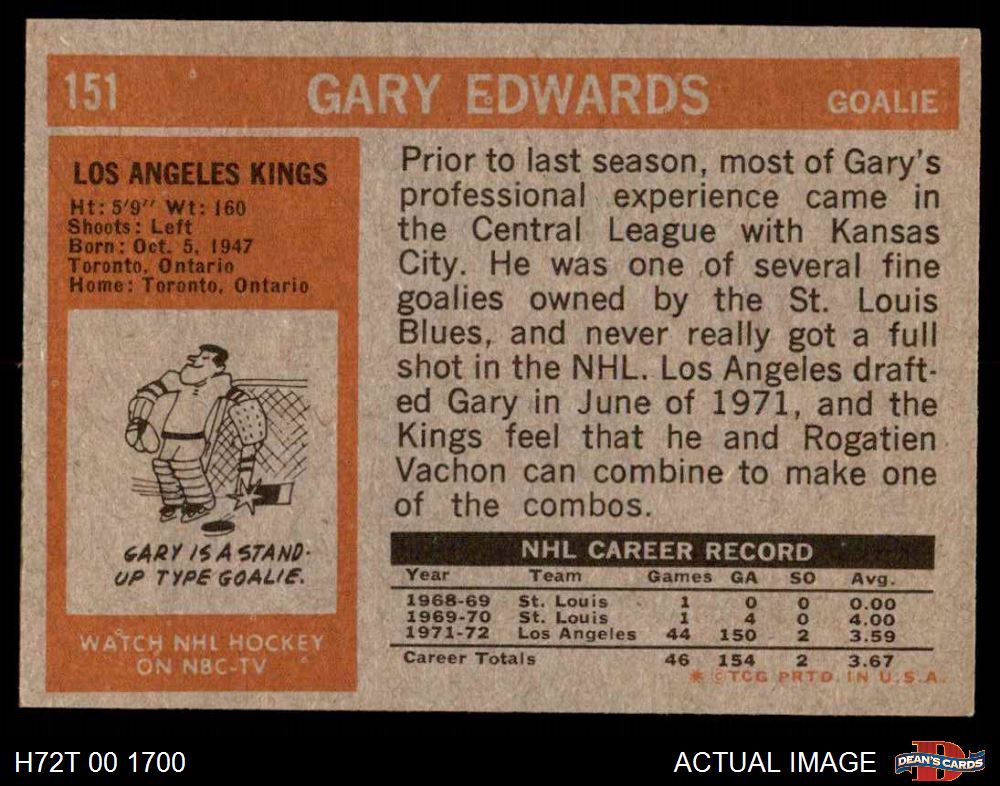 151 GARY EDWARDS GOALIE
LOS ANGELES KINGS
Ht: 5'9" Wt: 160
Shoots: Left
Born: Oct. 5, 1947
Toronto, Ontario
Home: Toronto, Ontario
GARY IS A STAND-
UP TYPE GOALIE.
WATCH NHL HOCKEY
ON NBC-TV
Prior to last season, most of Gary's
professional experience came in
the Central League with Kansas
City. He was one of several fine
goalies owned by the St. Louis
Blues, and never really got a full
shot in the NHL. Los Angeles draft-
ed Gary in June of 1971, and the
Kings feel that he and Rogatien
Vachon can combine to make one
of the combos.
NHL CAREER RECORD
Year Team Games GA SO Avg.
1968-69 St. Louis 1 0 0 0.00
1969-70 St. Louis 1 4 0 4.00
1971-72 Los Angeles 44 150 2 3.59
Career Totals 46 154 2 3.67
* © TCG PRTD. IN U.S.A.
H72T 00 1700 ACTUAL IMAGE DEAN'S CARDS